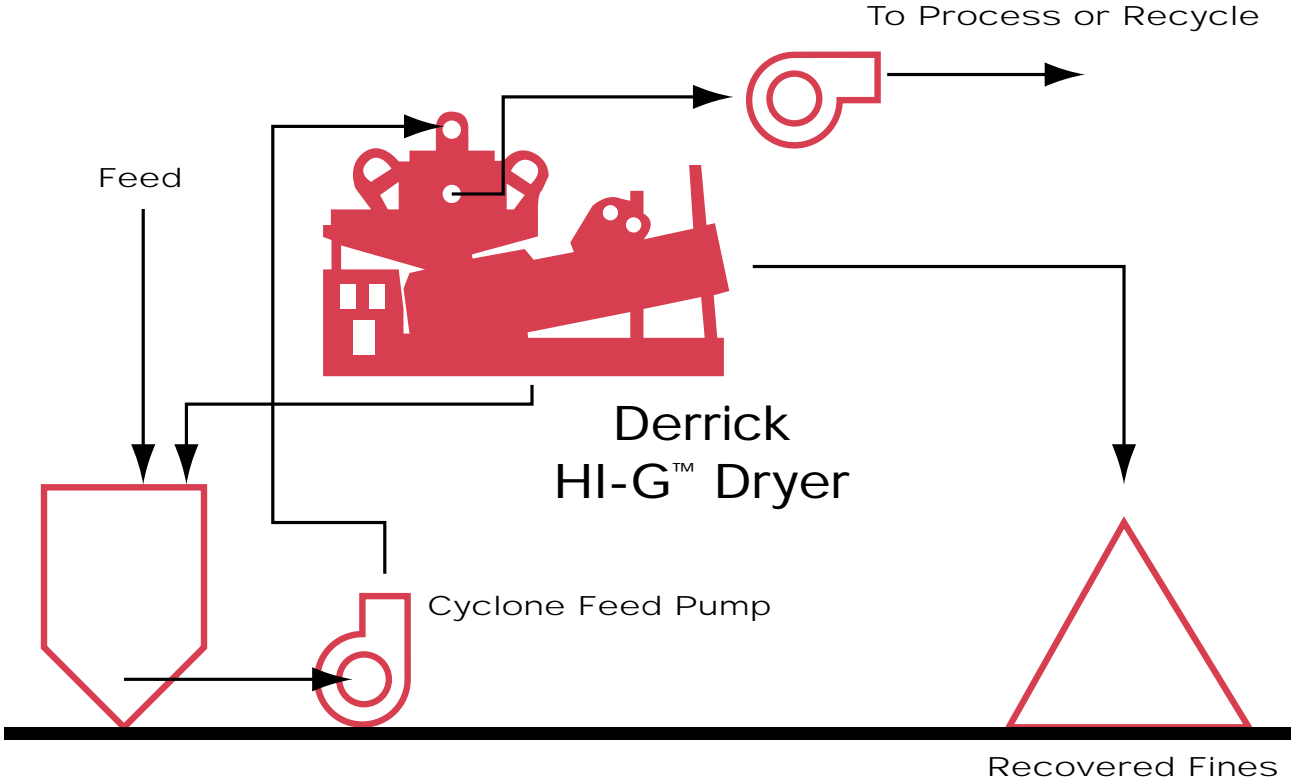 To Process or Recycle
Feed
Derrick
HI-G™ Dryer
Cyclone Feed Pump
Recovered Fines